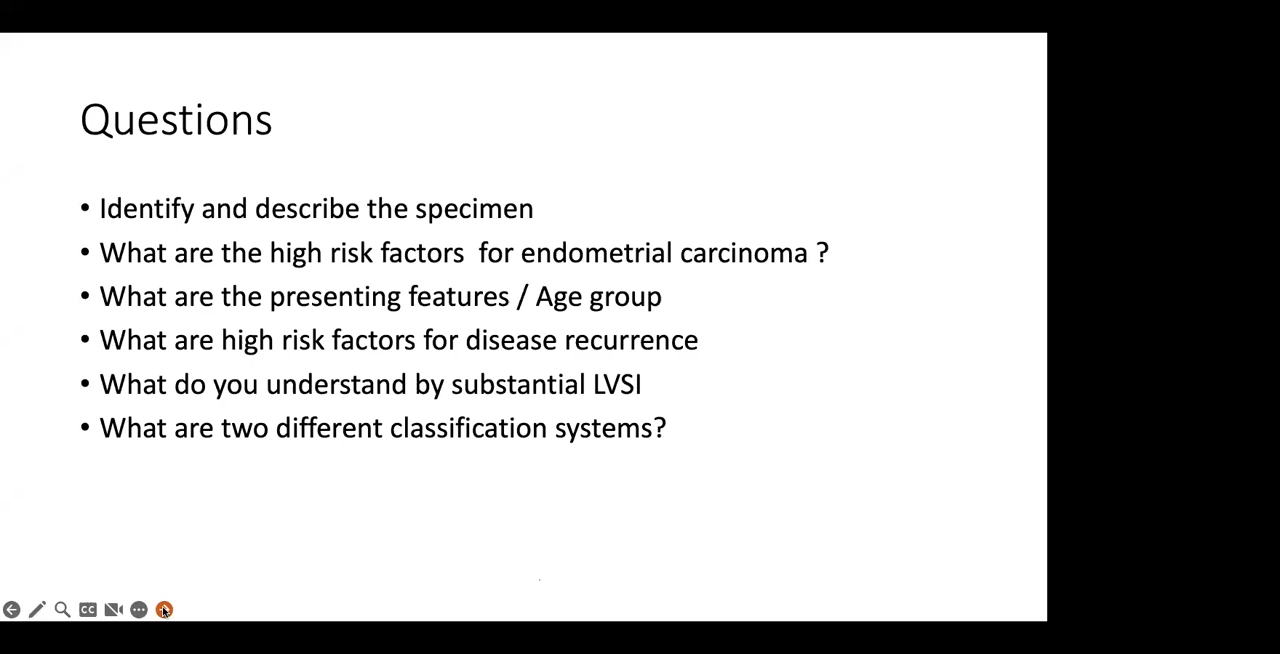 Questions
• Identify and describe the specimen
• What are the high risk factors  for endometrial carcinoma ?
• What are the presenting features / Age group
• What are high risk factors for disease recurrence
• What do you understand by substantial LVSI
• What are two different classification systems?
CC